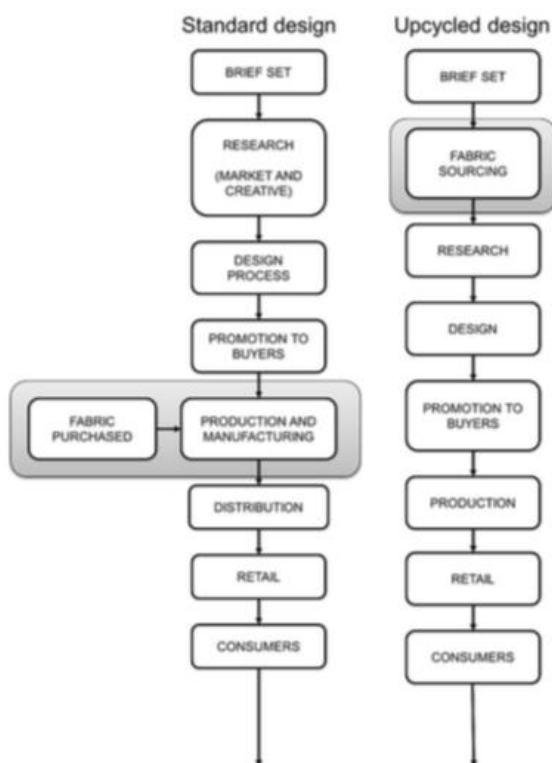 Standard design
BRIEF SET
RESEARCH
(MARKET AND
CREATIVE)
DESIGN
PROCESS
PROMOTION TO
BUYERS
FABRIC
PURCHASED
PRODUCTION AND
MANUFACTURING
DISTRIBUTION
RETAIL
CONSUMERS
Upcycled design
BRIEF SET
FABRIC
SOURCING
RESEARCH
DESIGN
PROMOTION TO
BUYERS
PRODUCTION
RETAIL
CONSUMERS